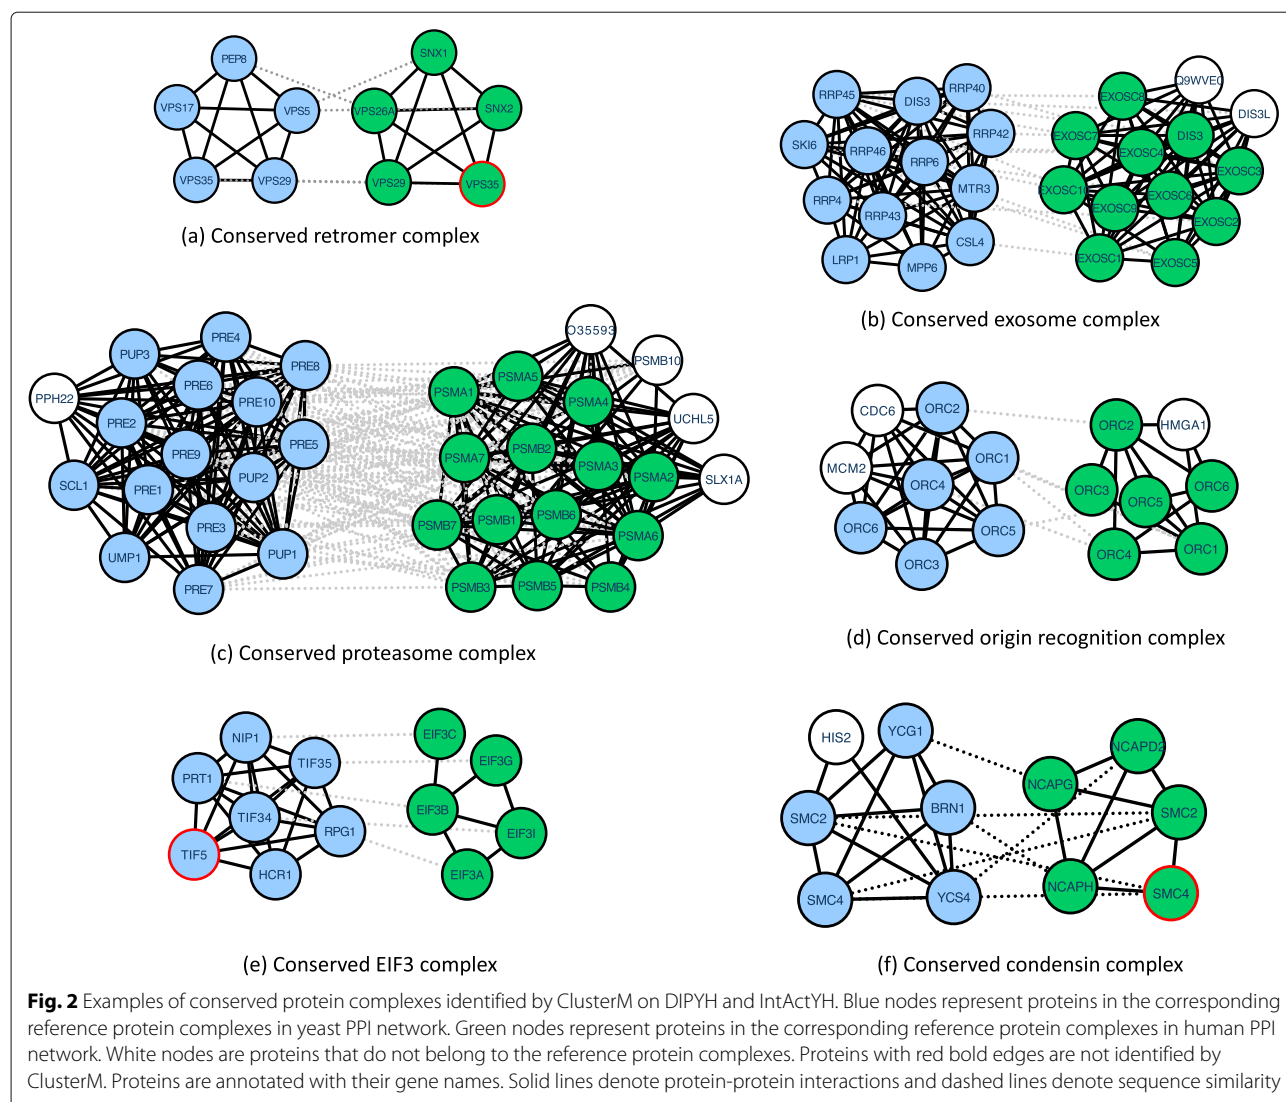 PEP8
VPS17
VPS5
VPS35
VPS29
SNX1
VPS26A
SNX2
VPS29
VPS35
(a) Conserved retromer complex
RRP45
DIS3
RRP40
RRP42
SKI6
RRP46
RRP6
MTR3
RRP4
RRP43
CSL4
LRP1
MPP6
EXOSC8
DIS3L
EXOSC7
DIS3
EXOSC4
EXOSC3
EXOSC6
EXOSC9
EXOSC2
EXOSC1
EXOSC5
(b) Conserved exosome complex
PRE4
PUP3
PRE8
PPH22
PRE6
PRE10
PRE2
PRE5
PRE9
PUP2
SCL1
PRE1
PRE3
UMP1
PUP1
PRE7
O35593
PSMB10
PSMA1
PSMA5
PSMA4
UCHL5
PSMA7
PSMB2
PSMA3
PSMA2
SLX1A
PSMB7
PSMB1
PSMB6
PSMA6
PSMB3
PSMB5
PSMB4
(c) Conserved proteasome complex
CDC6
ORC2
MCM2
ORC1
ORC4
ORC6
ORC5
ORC3
ORC2
HMGA1
ORC3
ORC5
ORC6
ORC4
ORC1
(d) Conserved origin recognition complex
NIP1
TIF35
PRT1
TIF34
RPG1
TIF5
HCR1
EIF3C
EIF3G
EIF3B
EIF3I
EIF3A
(e) Conserved EIF3 complex
HIS2
YCG1
SMC2
BRN1
SMC4
YCS4
NCAPD2
NCAPG
SMC2
NCAPH
SMC4
(f) Conserved condensin complex
Fig. 2 Examples of conserved protein complexes identified by ClusterM on DIPYH and IntActYH. Blue nodes represent proteins in the corresponding
reference protein complexes in yeast PPI network. Green nodes represent proteins in the corresponding reference protein complexes in human PPI
network. White nodes are proteins that do not belong to the reference protein complexes. Proteins with red bold edges are not identified by
ClusterM. Proteins are annotated with their gene names. Solid lines denote protein-protein interactions and dashed lines denote sequence similarity